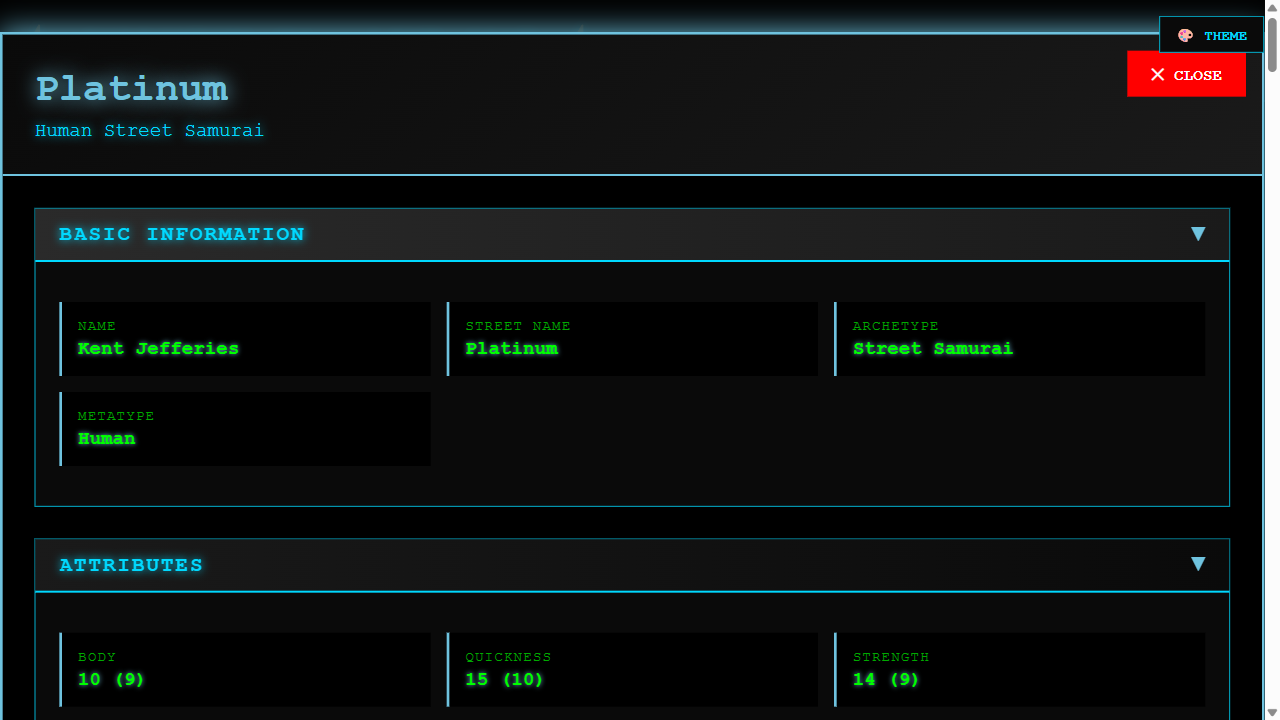 THEME
CLOSE
Platinum
Human Street Samurai
BASIC INFORMATION
NAME
Kent Jefferies
STREET NAME
Platinum
ARCHETYPE
Street Samurai
METATYPE
Human
ATTRIBUTES
BODY
10 (9)
QUICKNESS
15 (10)
STRENGTH
14 (9)